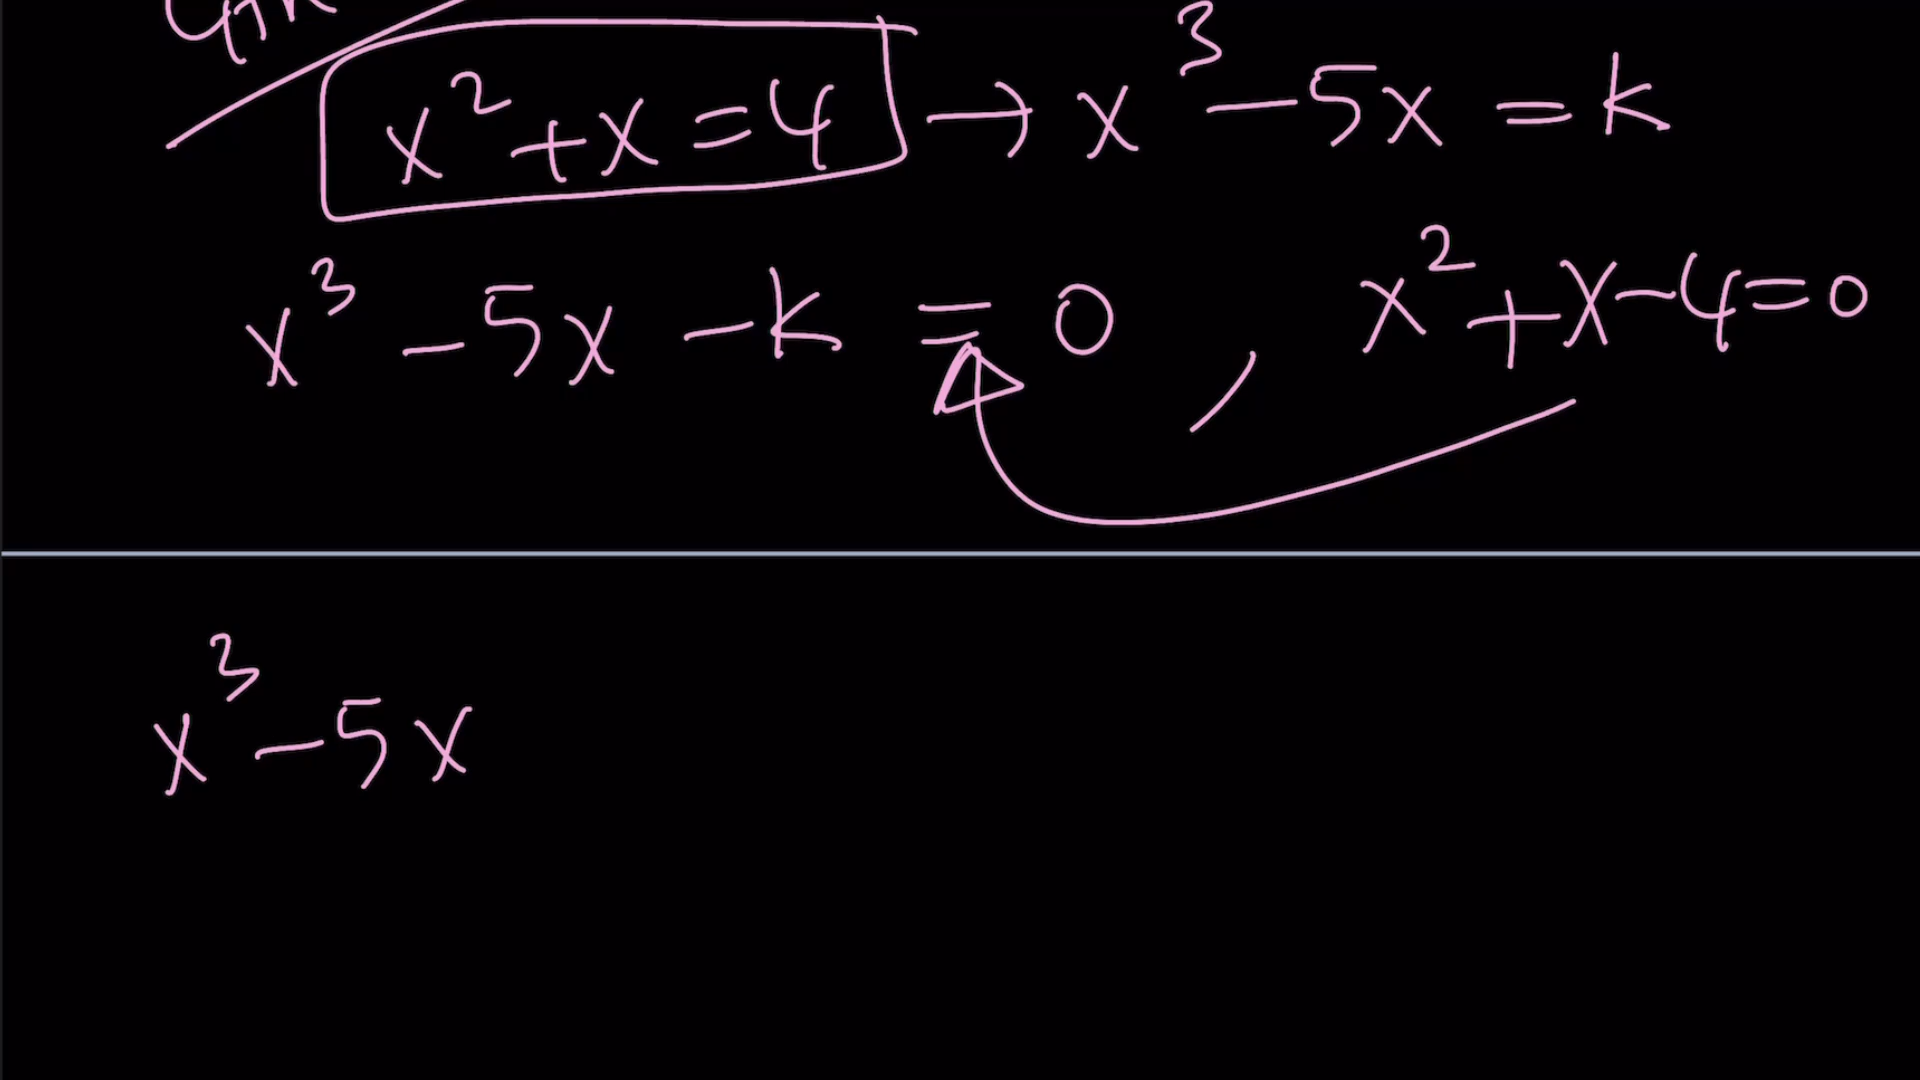 x² + x = 4 → x³ - 5x = k
x³ - 5x - k = 0 , x² + x - 4 = 0
x³ - 5x